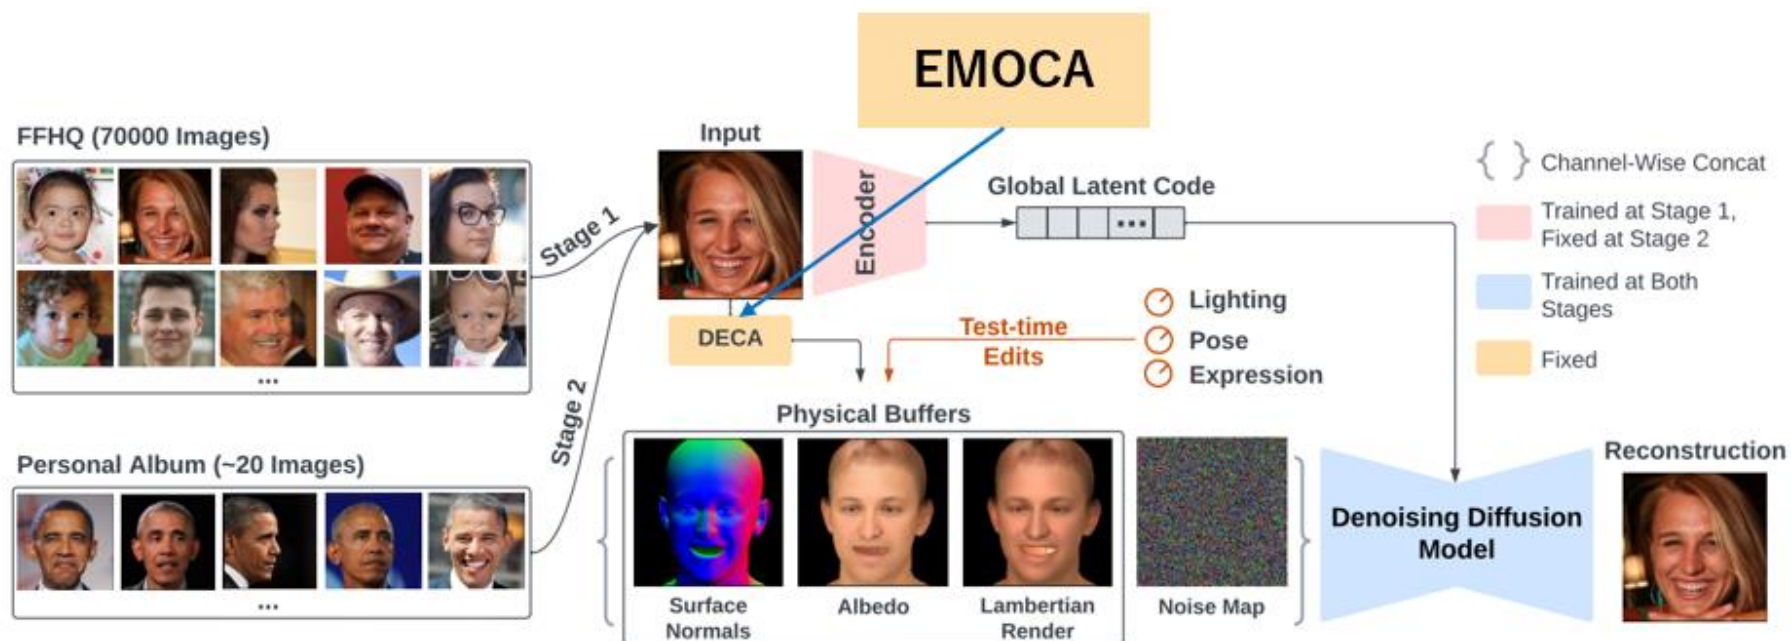 EMOCA
FFHQ (70000 Images)
...
Personal Album (~20 Images)
...
Stage 1
Stage 2
Input
Encoder
DECA
Global Latent Code
...
Test-time
Edits
Lighting
Pose
Expression
Physical Buffers
Surface
Normals
Albedo
Lambertian
Render
Noise Map
Denoising Diffusion
Model
Reconstruction
{ } Channel-Wise Concat
Trained at Stage 1,
Fixed at Stage 2
Trained at Both
Stages
Fixed